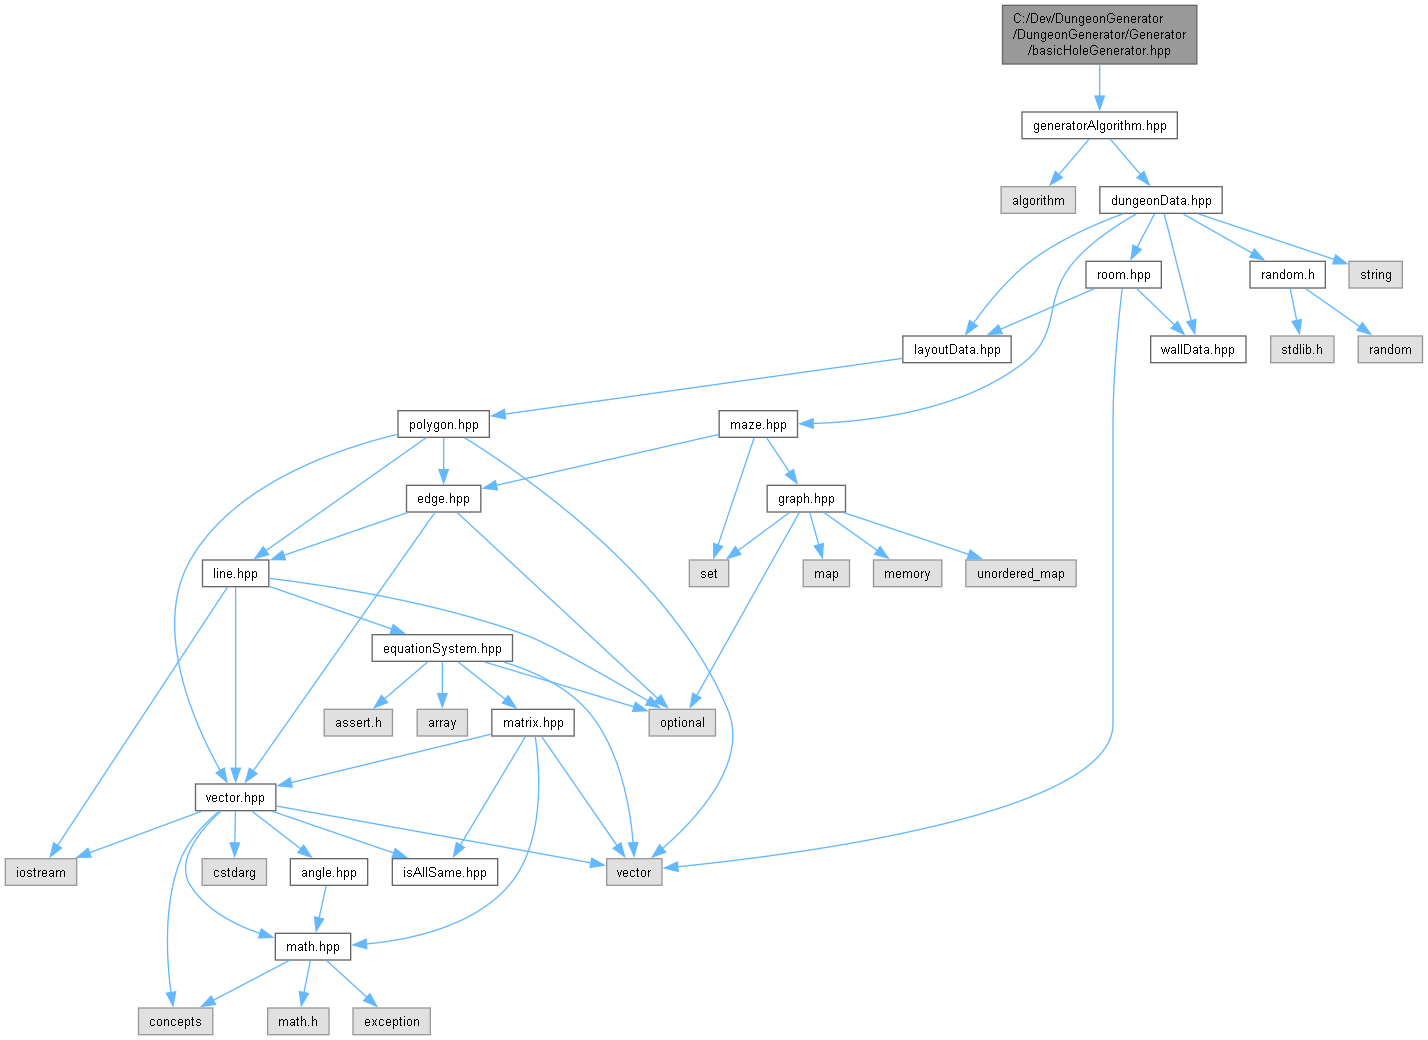 C:/Dev/DungeonGenerator
/DungeonGenerator/Generator
/basicHoleGenerator.hpp
generatorAlgorithm.hpp
algorithm
dungeonData.hpp
room.hpp
random.h
string
layoutData.hpp
wallData.hpp
stdlib.h
random
polygon.hpp
maze.hpp
edge.hpp
graph.hpp
line.hpp
set
map
memory
unordered_map
equationSystem.hpp
assert.h
array
matrix.hpp
optional
vector.hpp
iostream
cstdarg
angle.hpp
isAllSame.hpp
vector
math.hpp
concepts
math.h
exception